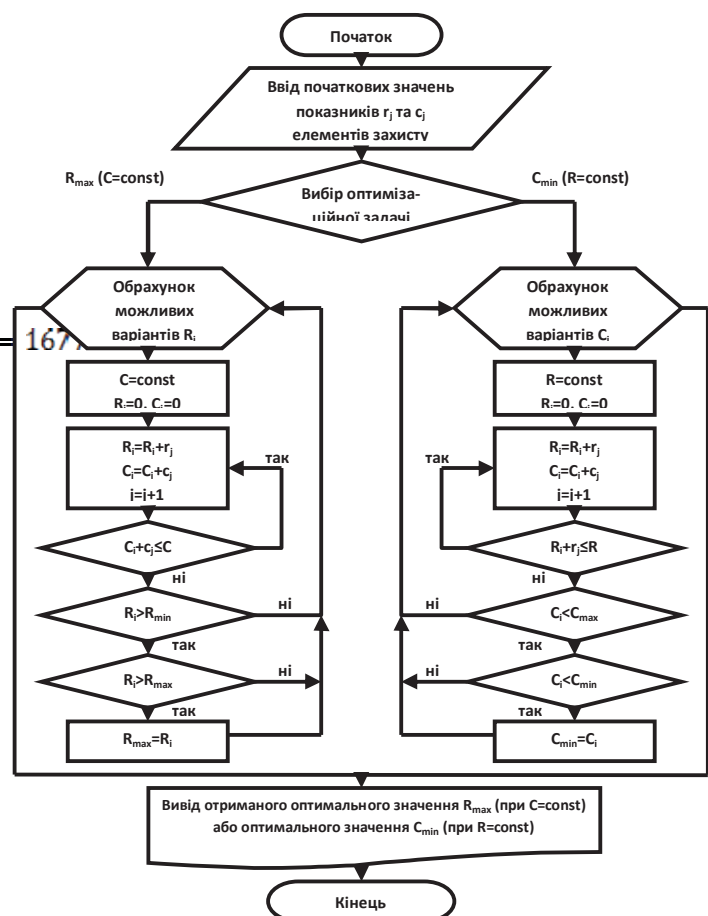 Початок
Ввід початкових значень
показників rⱼ та cⱼ
елементів захисту
Rmax (C=const)
Cmin (R=const)
Вибір оптиміза-
ційної задачі
Обрахунок
можливих
варіантів Rᵢ
= 167
C=const
Rᵢ=0, Cᵢ=0
Rᵢ=Rᵢ+rⱼ
Cᵢ=Cᵢ+cⱼ
j=j+1
так
Cᵢ+cⱼ≤C
ні
Rᵢ>Rmin
ні
так
Rᵢ>Rmax
ні
так
Rmax=Rᵢ
Обрахунок
можливих
варіантів Cᵢ
R=const
Rᵢ=0, Cᵢ=0
Rᵢ=Rᵢ+rⱼ
Cᵢ=Cᵢ+cⱼ
j=j+1
так
Rᵢ+rⱼ≤R
ні
Cᵢ<Cmax
ні
так
Cᵢ<Cmin
ні
так
Cmin=Cᵢ
Вивід отриманого оптимального значення Rmax (при C=const)
або оптимального значення Cmin (при R=const)
Кінець